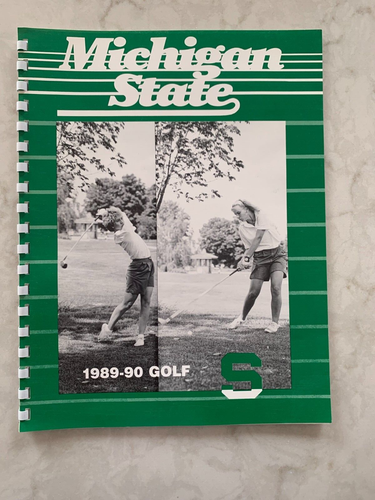 Michigan
State
1989-90 GOLF
S